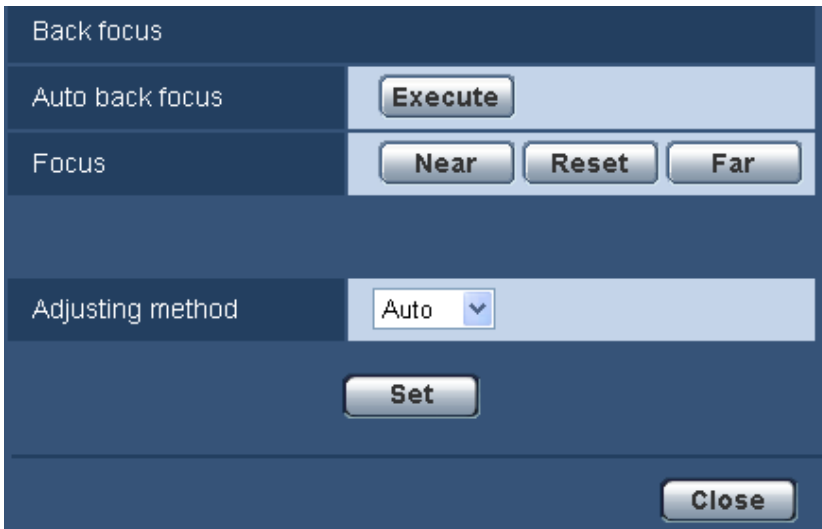 Back focus
Auto back focus Execute
Focus Near Reset Far
Adjusting method Auto
Set
Close